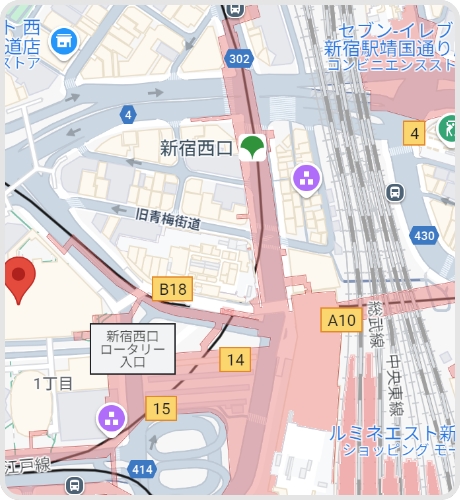 302
ト 西
道店
ストア
セブン-イレブ
新宿駅靖国通り
コンビニエンススト
4
4
新宿西口
旧青梅街道
430
B18
A10
新宿西口
ロータリー
入口
14
総武線
中央東線
1丁目
15
ルミネエスト新
ショッピング モー
江戸線
414